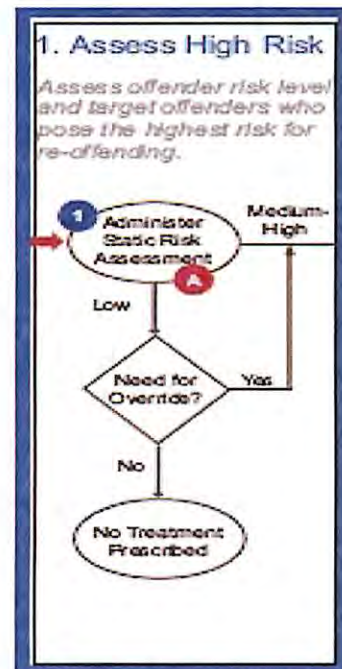 1. Assess High Risk
Assess offender risk level
and target offenders who
pose the highest risk for
re-offending.
1
Administer
Static Risk
Assessment
A
Medium-
High
Low
Need for
Override?
Yes
No
No Treatment
Prescribed